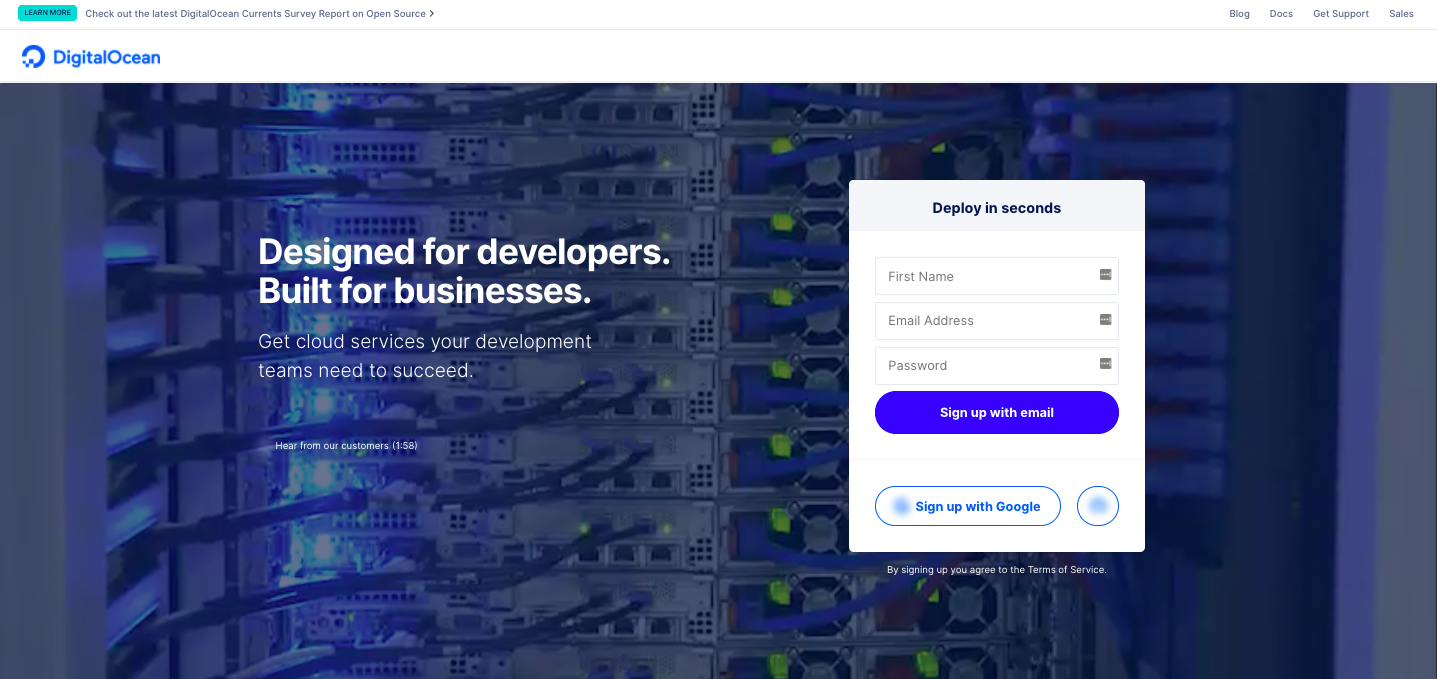 LEARN MORE Check out the latest DigitalOcean Currents Survey Report on Open Source
Blog Docs Get Support Sales
DigitalOcean
Designed for developers.
Built for businesses.
Get cloud services your development
teams need to succeed.
Hear from our customers (1:58)
Deploy in seconds
First Name
Email Address
Password
Sign up with email
Sign up with Google
By signing up you agree to the Terms of Service.